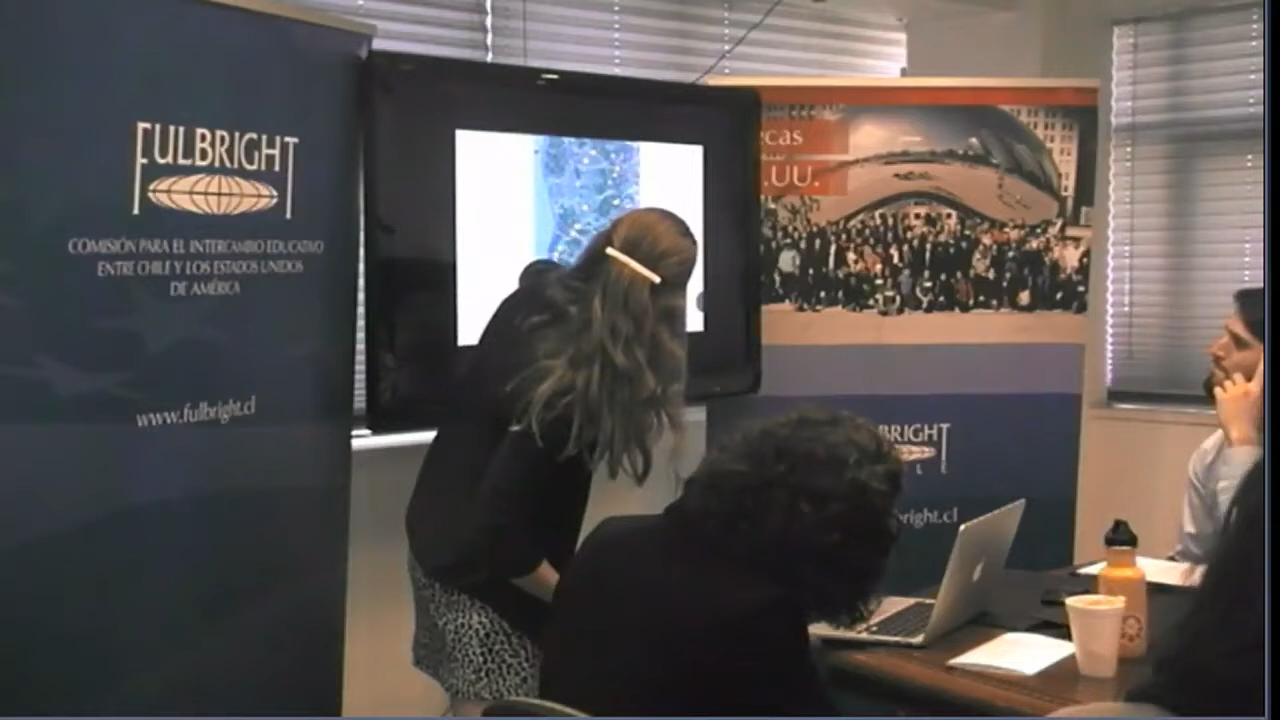 FULBRIGHT
COMISIÓN PARA EL INTERCAMBIO EDUCATIVO
ENTRE CHILE Y LOS ESTADOS UNIDOS
DE AMÉRICA
www.fulbright.cl
ecas
.UU.
BRIGHT
L E
bright.cl